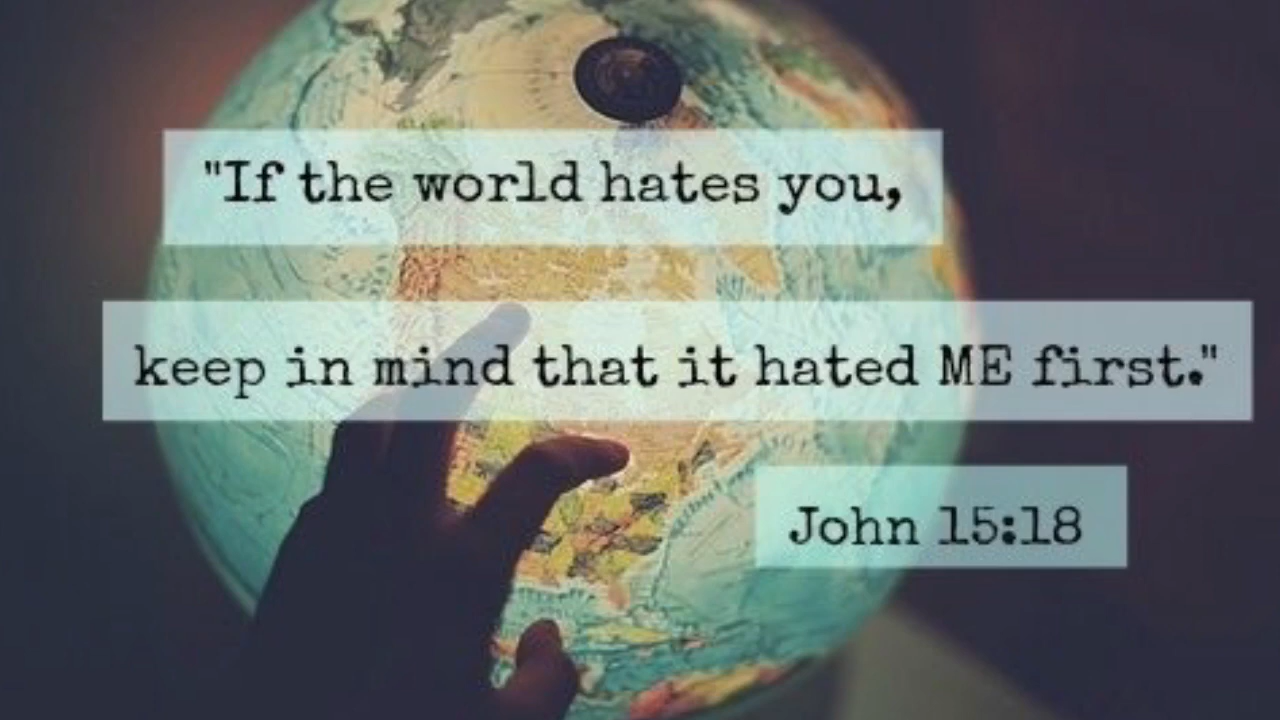 "If the world hates you,
keep in mind that it hated ME first."
John 15:18